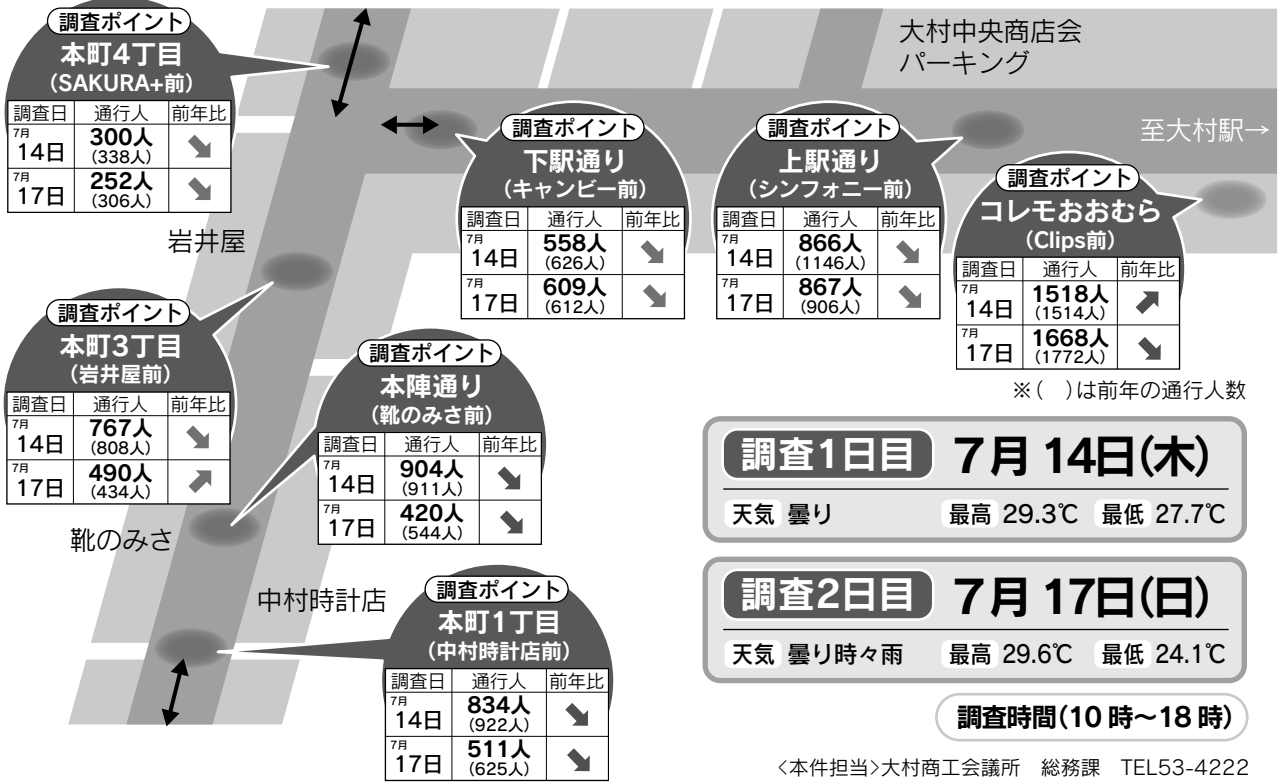 調査ポイント
本町4丁目
(SAKURA+前)
調査日 通行人 前年比
7月14日 300人 (338人)
7月17日 252人 (306人)
大村中央商店会
パーキング
至大村駅→
調査ポイント
下駅通り
(キャンビー前)
調査日 通行人 前年比
7月14日 558人 (626人)
7月17日 609人 (612人)
調査ポイント
上駅通り
(シンフォニー前)
調査日 通行人 前年比
7月14日 866人 (1146人)
7月17日 867人 (906人)
調査ポイント
コレモおおむら
(Clips前)
調査日 通行人 前年比
7月14日 1518人 (1514人)
7月17日 1668人 (1772人)
※( )は前年の通行人数
岩井屋
調査ポイント
本町3丁目
(岩井屋前)
調査日 通行人 前年比
7月14日 767人 (808人)
7月17日 490人 (434人)
調査ポイント
本陣通り
(靴のみさ前)
調査日 通行人 前年比
7月14日 904人 (911人)
7月17日 420人 (544人)
靴のみさ
中村時計店
調査ポイント
本町1丁目
(中村時計店前)
調査日 通行人 前年比
7月14日 834人 (922人)
7月17日 511人 (625人)
調査1日目 7月14日(木)
天気 曇り 最高 29.3℃ 最低 27.7℃
調査2日目 7月17日(日)
天気 曇り時々雨 最高 29.6℃ 最低 24.1℃
調査時間(10時〜18時)
<本件担当>大村商工会議所 総務課 TEL53-4222